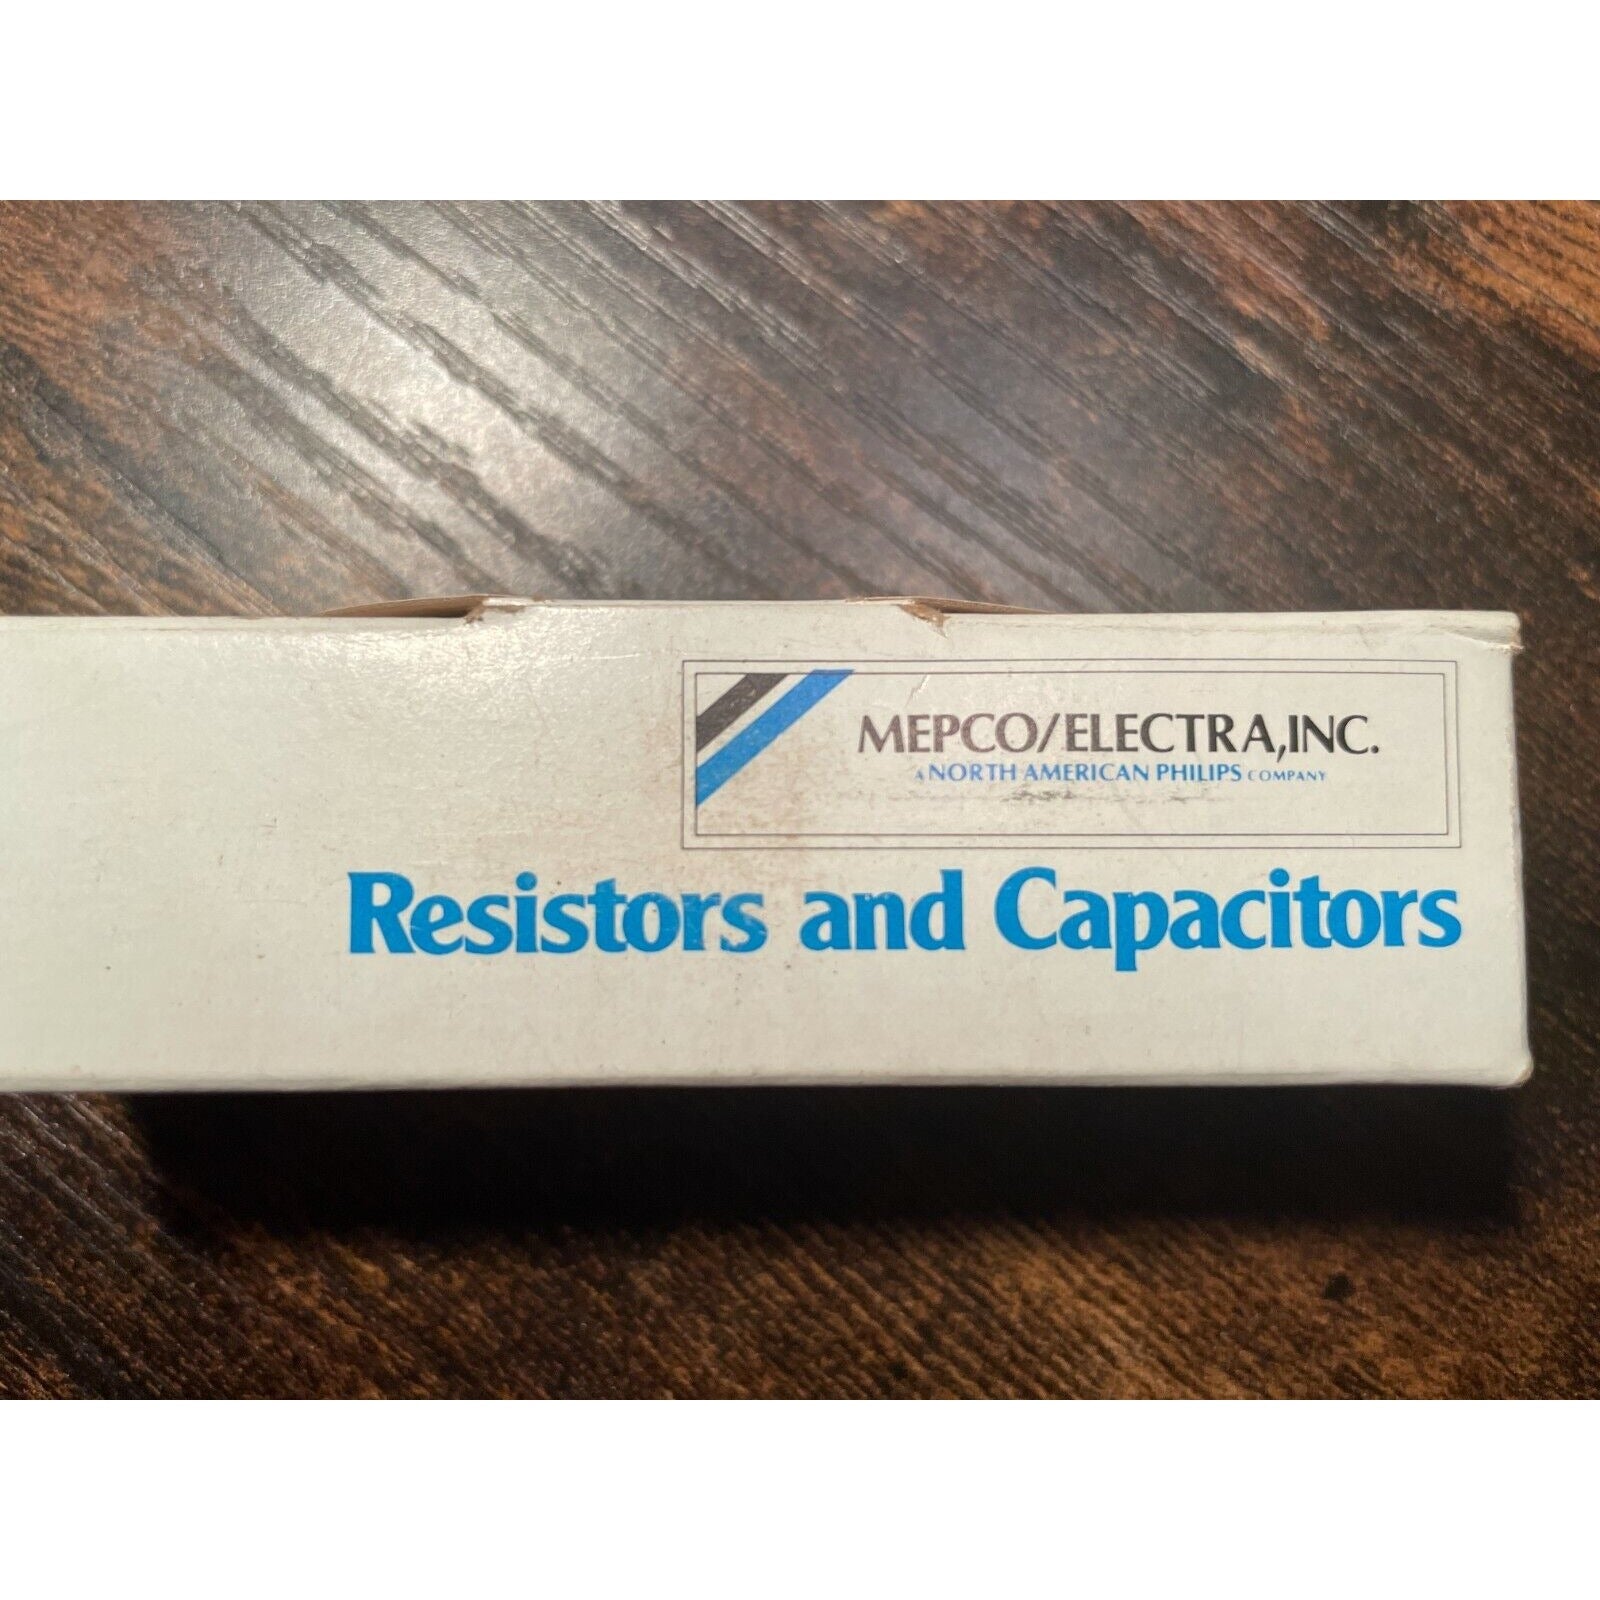 MEPCO/ELECTRA,INC.
A NORTH AMERICAN PHILIPS COMPANY
Resistors and Capacitors